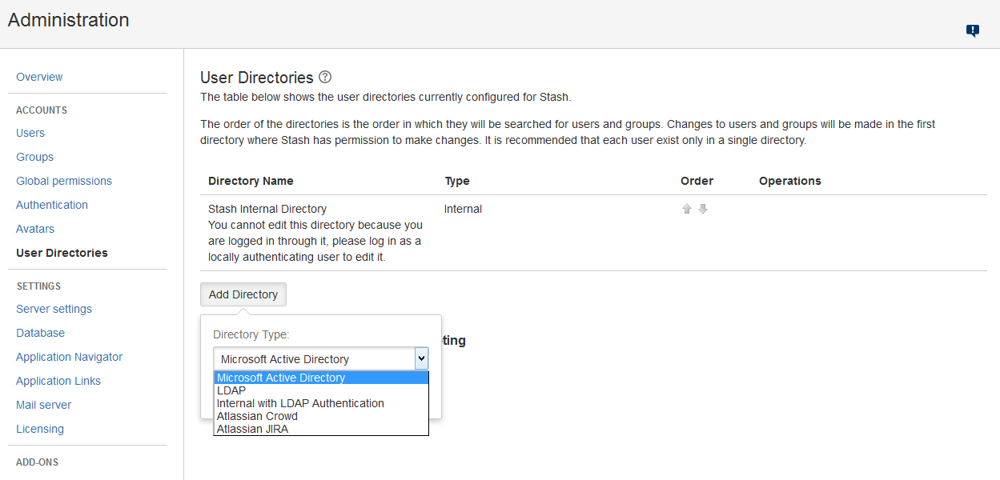 Administration
Overview
ACCOUNTS
Users
Groups
Global permissions
Authentication
Avatars
User Directories
SETTINGS
Server settings
Database
Application Navigator
Application Links
Mail server
Licensing
ADD-ONS
User Directories ?
The table below shows the user directories currently configured for Stash.
The order of the directories is the order in which they will be searched for users and groups. Changes to users and groups will be made in the first
directory where Stash has permission to make changes. It is recommended that each user exist only in a single directory.
Directory Name Type Order Operations
Stash Internal Directory Internal
You cannot edit this directory because you
are logged in through it, please log in as a
locally authenticating user to edit it.
Add Directory
Directory Type:
ting
Microsoft Active Directory
Microsoft Active Directory
LDAP
Internal with LDAP Authentication
Atlassian Crowd
Atlassian JIRA